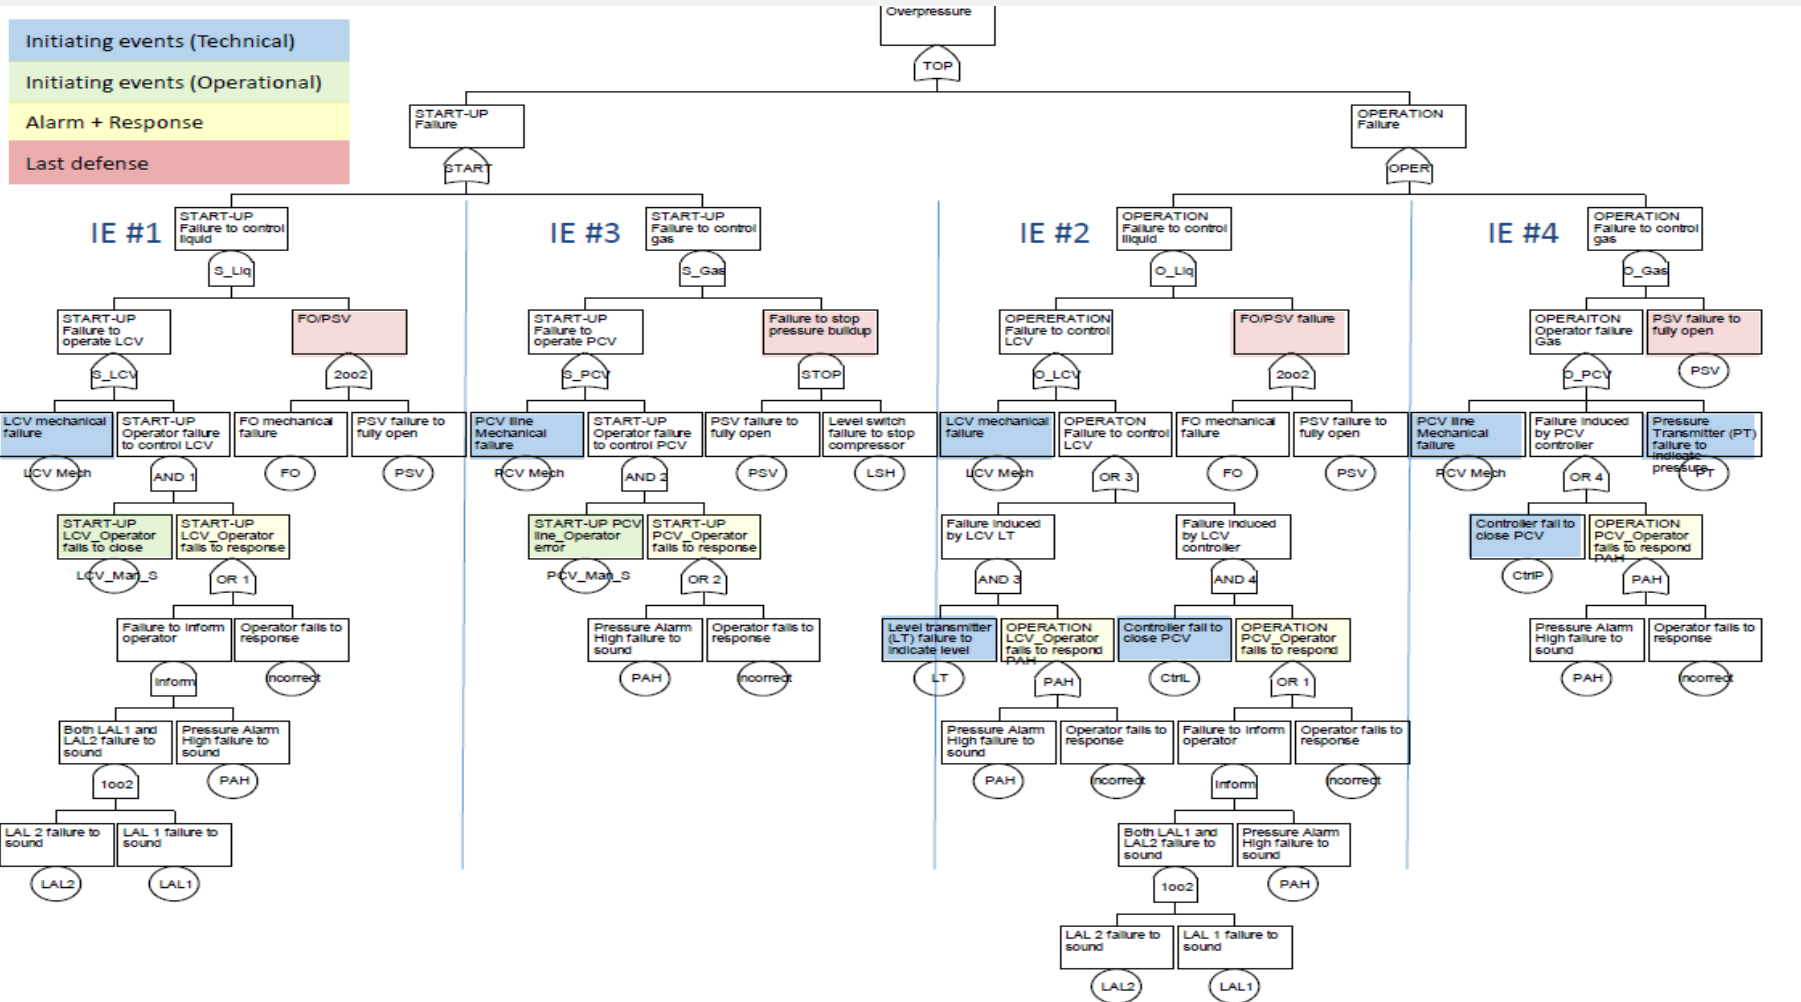 Overpressure
TOP
Initiating events (Technical)
Initiating events (Operational)
Alarm + Response
Last defense
START-UP
Failure
START
OPERATION
Failure
OPER
IE #1
START-UP
Failure to control
liquid
S_Liq
IE #3
START-UP
Failure to control
gas
S_Gas
IE #2
OPERATION
Failure to control
liquid
O_Liq
IE #4
OPERATION
Failure to control
gas
O_Gas
START-UP
Failure to
operate LCV
S_LCV
FO/PSV
2oo2
START-UP
Failure to
operate PCV
S_PCV
Failure to stop
pressure buildup
STOP
OPERERATION
Failure to control
LCV
O_LCV
FO/PSV failure
2oo2
OPERAITON
Operator failure
Gas
O_PCV
PSV failure to
fully open
PSV
LCV mechanical
failure
LCV Mech
START-UP
Operator failure
to control LCV
AND 1
FO mechanical
failure
FO
PSV failure to
fully open
PSV
PCV line
Mechanical
failure
PCV Mech
START-UP
Operator failure
to control PCV
AND 2
PSV failure to
fully open
PSV
Level switch
failure to stop
compressor
LSH
LCV mechanical
failure
LCV Mech
OPERATON
Failure to control
LCV
OR 3
FO mechanical
failure
FO
PSV failure to
fully open
PSV
PCV line
Mechanical
failure
PCV Mech
Failure induced
by PCV
controller
OR 4
Pressure
Transmitter (PT)
failure to
indicate
pressure
PT
START-UP
LCV_Operator
fails to close
LCV_Man_S
START-UP
LCV_Operator
fails to response
OR 1
START-UP PCV
line_Operator
error
PCV_Man_S
START-UP
PCV_Operator
fails to response
OR 2
Failure induced
by LCV LT
AND 3
Failure induced
by LCV
controller
AND 4
Controller fail to
close PCV
CtrlP
OPERATION
PCV_Operator
fails to respond
PAH
PAH
Failure to inform
operator
Inform
Operator fails to
response
Incorrect
Pressure Alarm
High failure to
sound
PAH
Operator fails to
response
Incorrect
Level transmitter
(LT) failure to
indicate level
LT
OPERATION
LCV_Operator
fails to respond
PAH
PAH
Controller fail to
close PCV
CtrlL
OPERATION
PCV_Operator
fails to respond
OR 1
Pressure Alarm
High failure to
sound
PAH
Operator fails to
response
Incorrect
Both LAL1 and
LAL2 failure to
sound
1oo2
Pressure Alarm
High failure to
sound
PAH
Pressure Alarm
High failure to
sound
PAH
Operator fails to
response
Incorrect
Failure to inform
operator
Inform
Operator fails to
response
Incorrect
LAL 2 failure to
sound
LAL2
LAL 1 failure to
sound
LAL1
Both LAL1 and
LAL2 failure to
sound
1oo2
Pressure Alarm
High failure to
sound
PAH
LAL 2 failure to
sound
LAL2
LAL 1 failure to
sound
LAL1